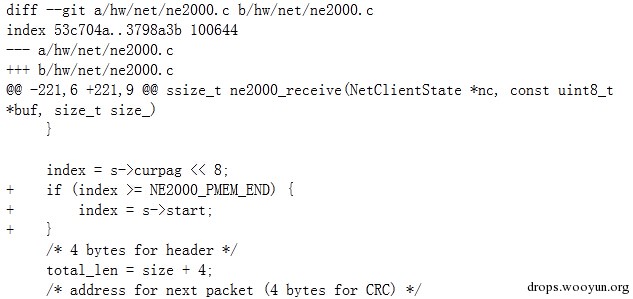 diff --git a/hw/net/ne2000.c b/hw/net/ne2000.c
index 53c704a..3798a3b 100644
--- a/hw/net/ne2000.c
+++ b/hw/net/ne2000.c
@@ -221,6 +221,9 @@ ssize_t ne2000_receive(NetClientState *nc, const uint8_t
*buf, size_t size_)
     }

     index = s->curpag << 8;
+    if (index >= NE2000_PMEM_END) {
+        index = s->start;
+    }
     /* 4 bytes for header */
     total_len = size + 4;
     /* address for next packet (4 bytes for CRC) */
drops.wooyun.org